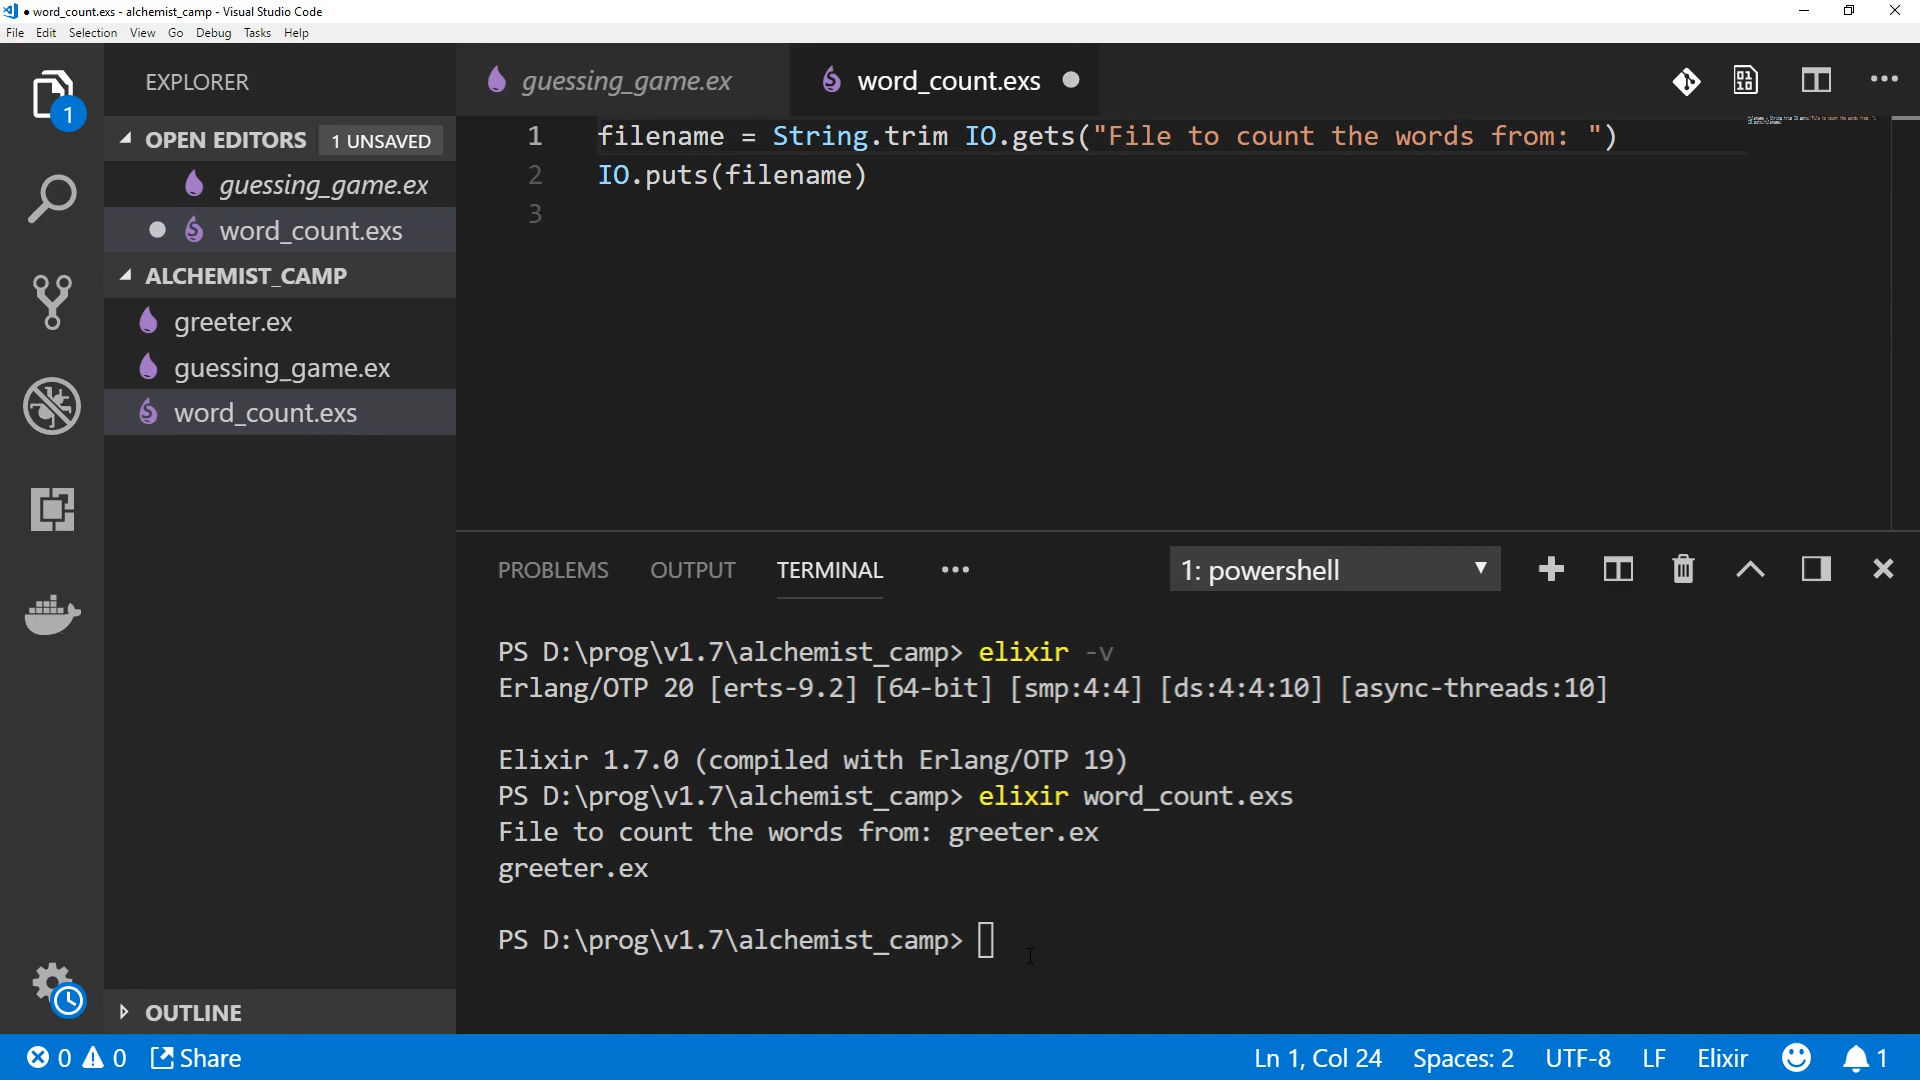 word_count.exs - alchemist_camp - Visual Studio Code
File Edit Selection View Go Debug Tasks Help
1
EXPLORER
OPEN EDITORS 1 UNSAVED
guessing_game.ex
word_count.exs
ALCHEMIST_CAMP
greeter.ex
guessing_game.ex
word_count.exs
OUTLINE
guessing_game.ex word_count.exs
1 filename = String.trim IO.gets("File to count the words from: ")
2 IO.puts(filename)
3
PROBLEMS OUTPUT TERMINAL ••• 1: powershell
PS D:\prog\v1.7\alchemist_camp> elixir -v
Erlang/OTP 20 [erts-9.2] [64-bit] [smp:4:4] [ds:4:4:10] [async-threads:10]
Elixir 1.7.0 (compiled with Erlang/OTP 19)
PS D:\prog\v1.7\alchemist_camp> elixir word_count.exs
File to count the words from: greeter.ex
greeter.ex
PS D:\prog\v1.7\alchemist_camp>
0 0 Share Ln 1, Col 24 Spaces: 2 UTF-8 LF Elixir 1